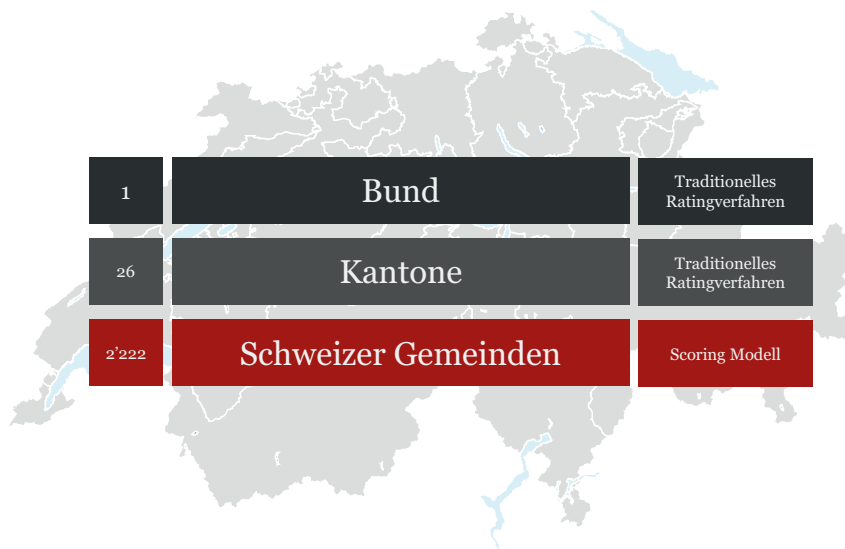 1
Bund
Traditionelles
Ratingverfahren
26
Kantone
Traditionelles
Ratingverfahren
2’222
Schweizer Gemeinden
Scoring Modell